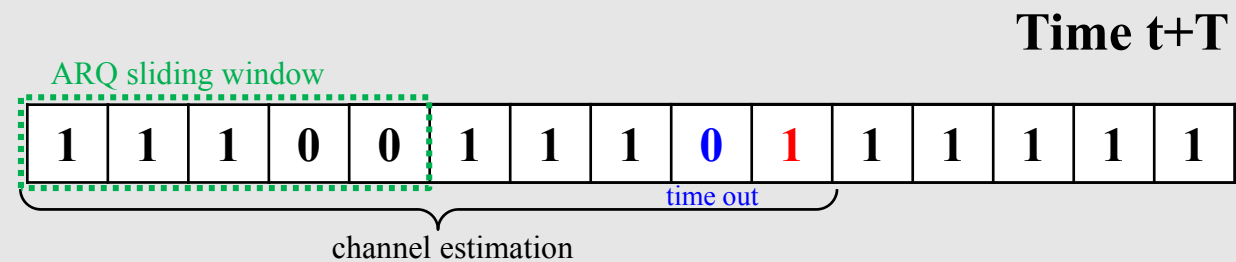 Time t+T
ARQ sliding window
1 1 1 0 0 1 1 1 0 1 1 1 1 1 1
time out
channel estimation